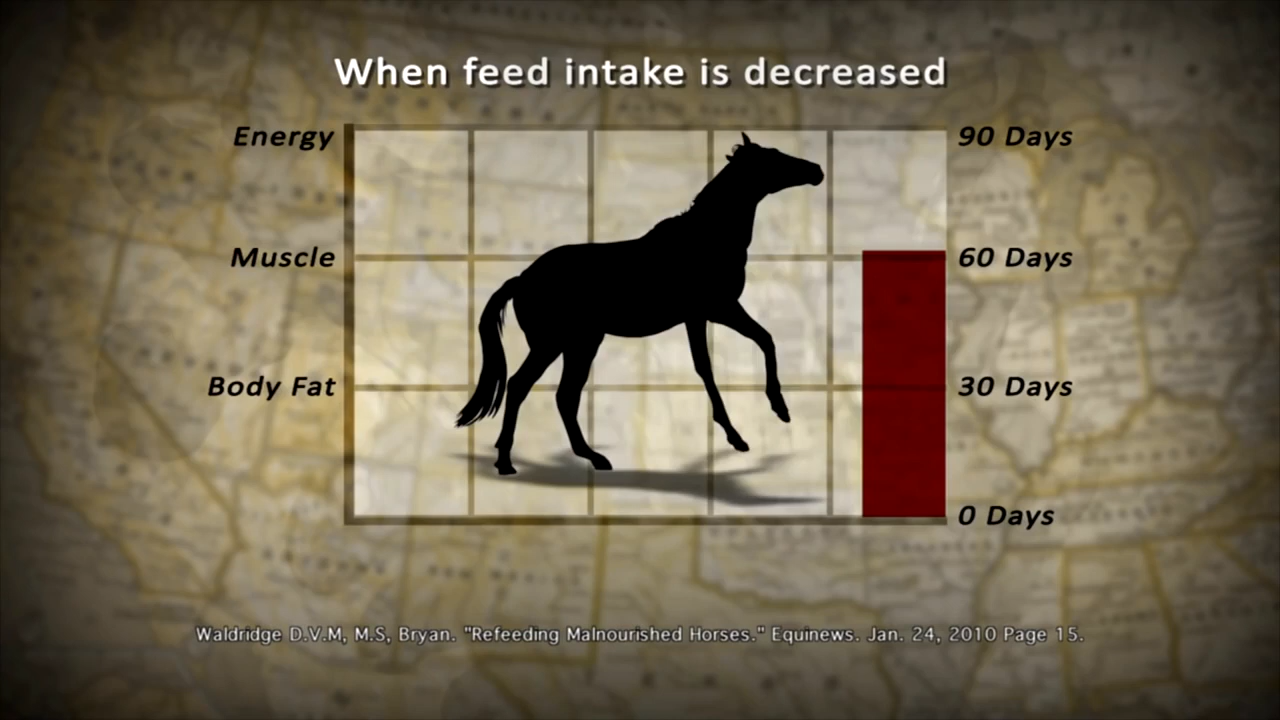 When feed intake is decreased
Energy
90 Days
Muscle
60 Days
Body Fat
30 Days
0 Days
Waldridge D.V.M, M.S, Bryan. "Refeeding Malnourished Horses." Equinews. Jan. 24, 2010 Page 15.